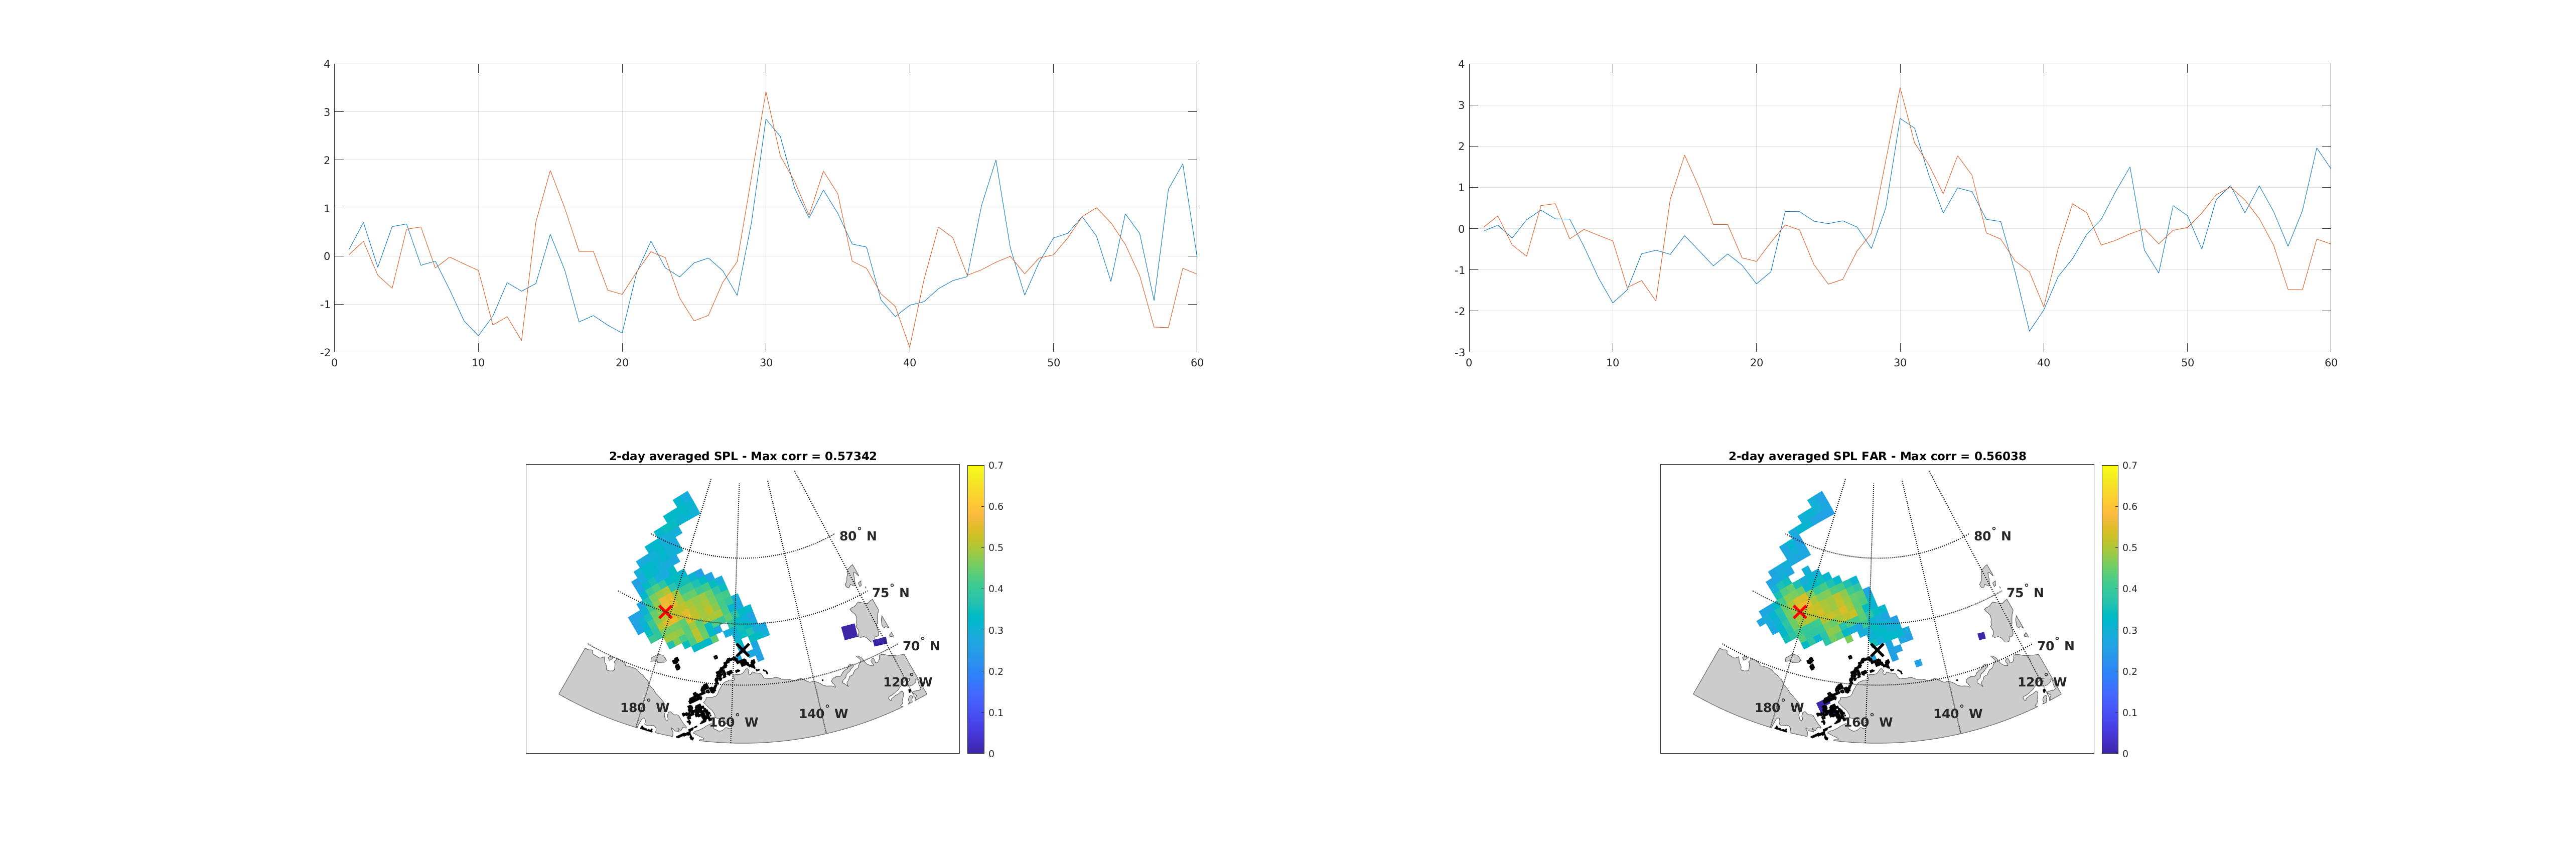 4
3
2
1
0
-1
-2
0 10 20 30 40 50 60
4
3
2
1
0
-1
-2
-3
0 10 20 30 40 50 60
2-day averaged SPL - Max corr = 0.57342
80° N
75° N
70° N
120° W
140° W
160° W
180° W
0.7
0.6
0.5
0.4
0.3
0.2
0.1
0
2-day averaged SPL FAR - Max corr = 0.56038
80° N
75° N
70° N
120° W
140° W
160° W
180° W
0.7
0.6
0.5
0.4
0.3
0.2
0.1
0